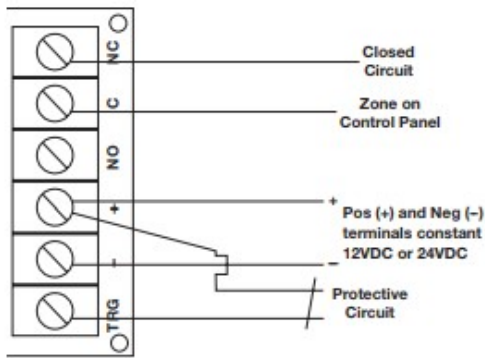 NC
Closed
Circuit
C
Zone on
Control Panel
NO
+
+
Pos (+) and Neg (–)
terminals constant
12VDC or 24VDC
–
–
Protective
Circuit
TRG